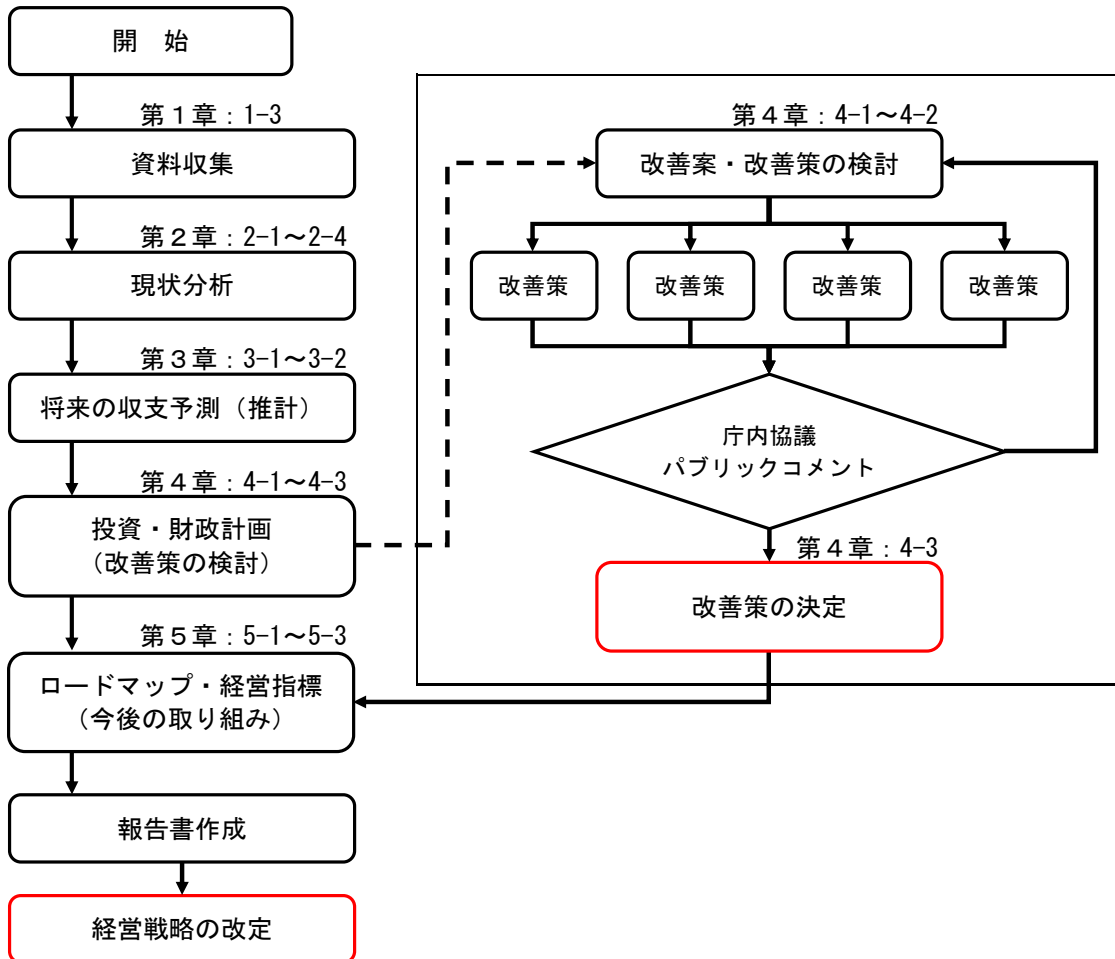 開　始
第１章：1-3
資料収集
第２章：2-1～2-4
現状分析
第３章：3-1～3-2
将来の収支予測（推計）
第４章：4-1～4-3
投資・財政計画
（改善策の検討）
第５章：5-1～5-3
ロードマップ・経営指標
（今後の取り組み）
報告書作成
経営戦略の改定
第４章：4-1～4-2
改善案・改善策の検討
改善策
改善策
改善策
改善策
庁内協議
パブリックコメント
第４章：4-3
改善策の決定